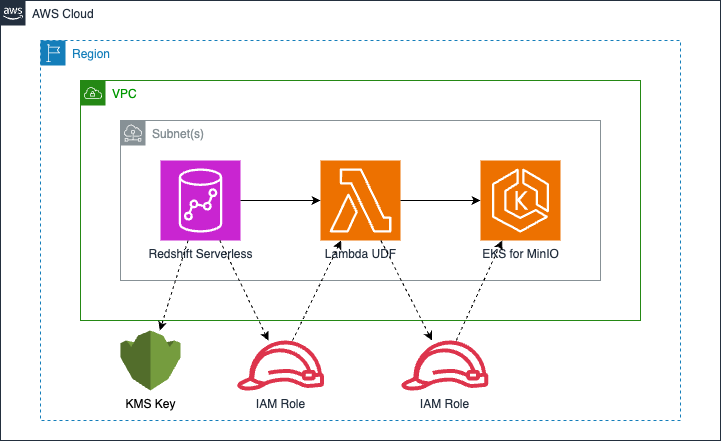 aws
AWS Cloud
Region
VPC
Subnet(s)
K
Redshift Serverless
Lambda UDF
EKS for MinIO
KMS Key
IAM Role
IAM Role